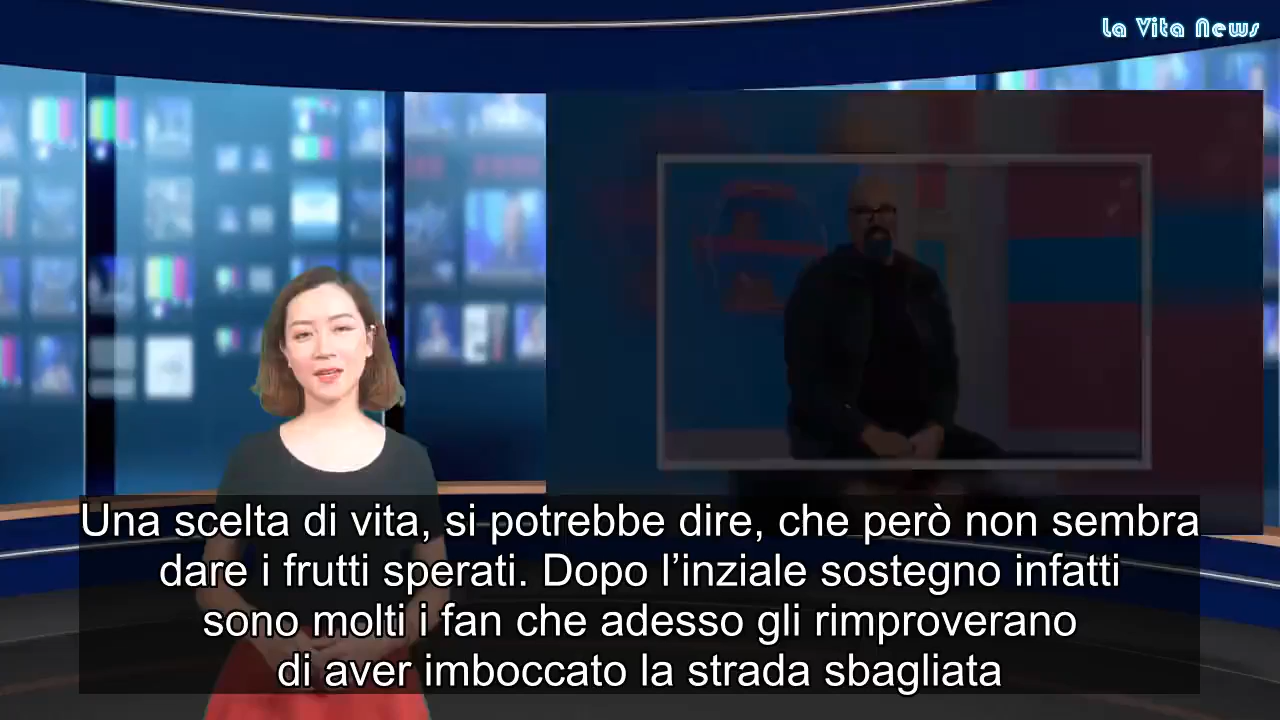 La Vita News
Una scelta di vita, si potrebbe dire, che però non sembra
dare i frutti sperati. Dopo l’inziale sostegno infatti
sono molti i fan che adesso gli rimproverano
di aver imboccato la strada sbagliata